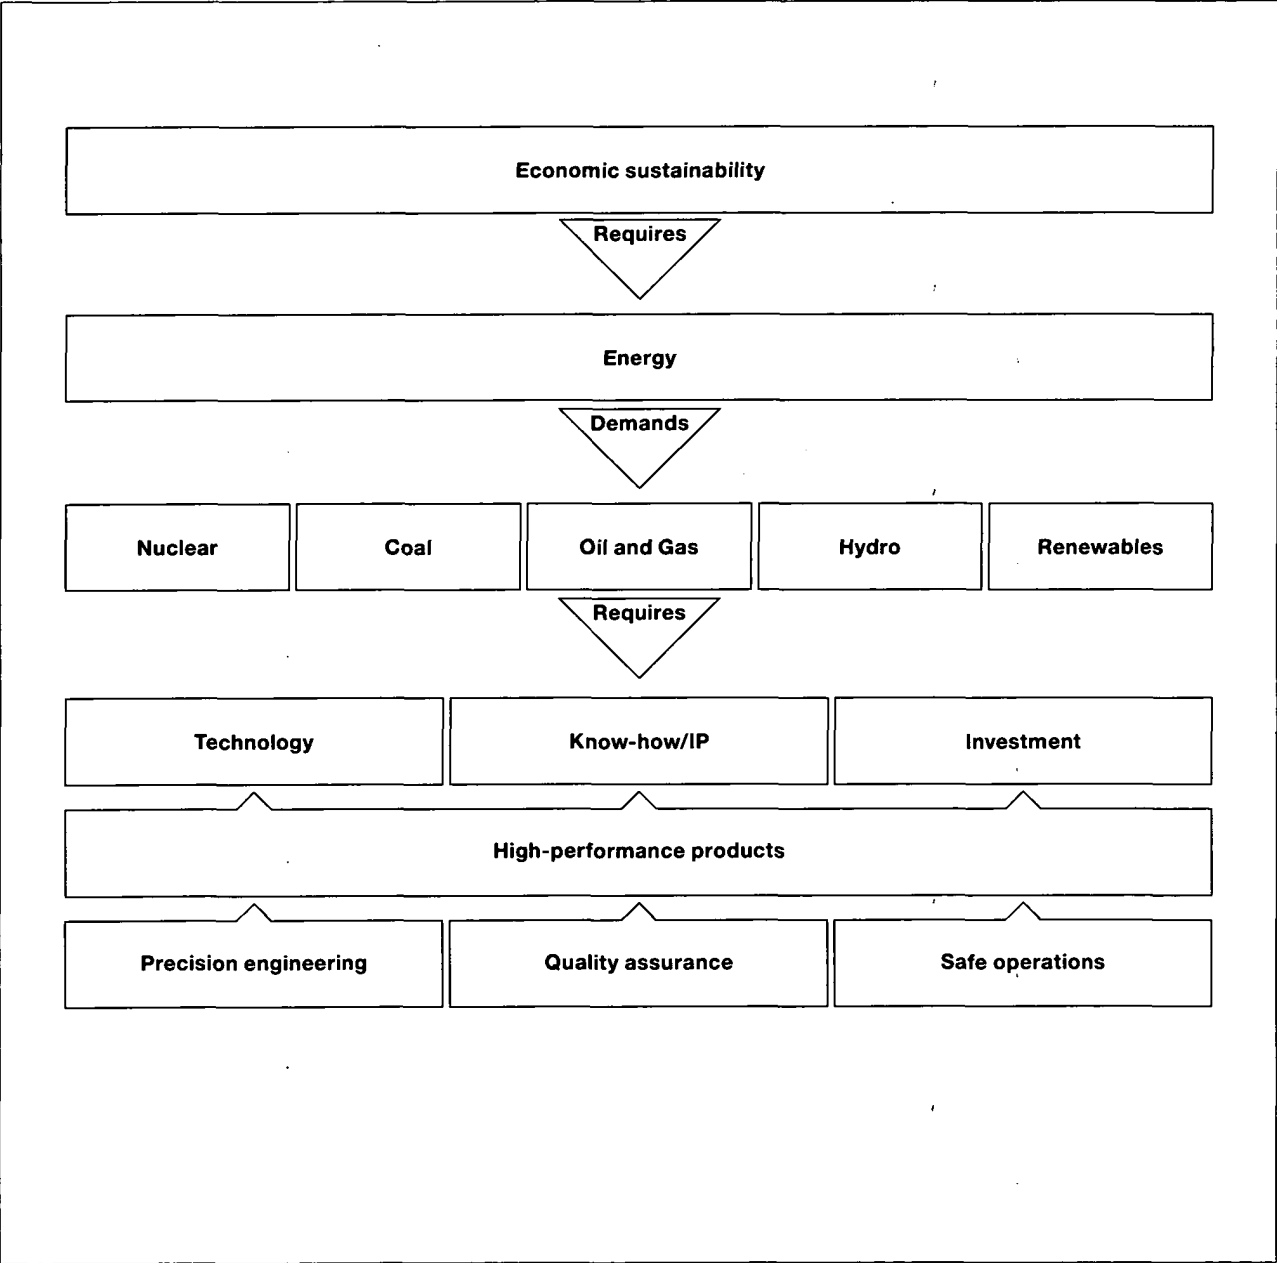 Economic sustainability
Requires
Energy
Demands
Nuclear
Coal
Oil and Gas
Hydro
Renewables
Requires
Technology
Know-how/IP
Investment
High-performance products
Precision engineering
Quality assurance
Safe operations